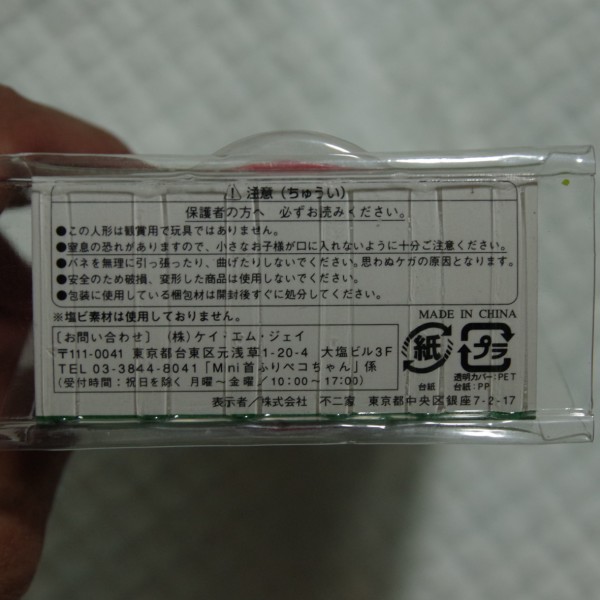 ⚠ 注意(ちゅうい)
保護者の方へ 必ずお読みください。
●この人形は観賞用で玩具ではありません。
●窒息の恐れがありますので、小さなお子様が口に入れないように十分ご注意ください。
●バネを無理に引っ張ったり、曲げたりしないでください。思わぬケガの原因となります。
●安全のため破損、変形した商品は使用しないでください。
●包装に使用している梱包材は開封後すぐに処分してください。
※塩ビ素材は使用しておりません。
MADE IN CHINA
[お問い合わせ] (株)ケイ・エム・ジェイ
〒111-0041 東京都台東区元浅草1-20-4 大塩ビル3F
TEL 03-3844-8041「Mini首ふりペコちゃん」係
(受付時間:祝日を除く 月曜~金曜/10:00~17:00)
紙
台紙
プラ
透明カバー:PET
台紙:PP
表示者/株式会社 不二家 東京都中央区銀座7-2-17